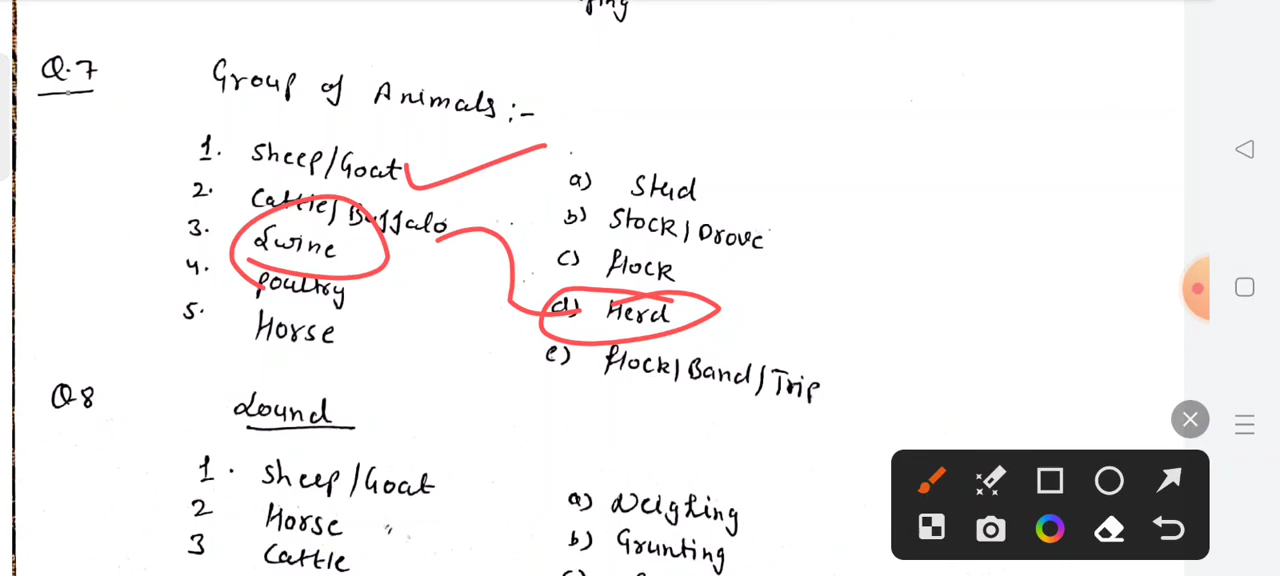 Q.7 Group of Animals :-
1. Sheep/Goat
2. Cattle/Buffalo
3. Swine
4. Poultry
5. Horse
a) Stud
b) Stock/Drove
c) flock
d) Herd
e) flock/Band/Trip
Q8 Sound
1. Sheep/Goat
2 Horse
3 Cattle
a) Neighing
b) Grunting